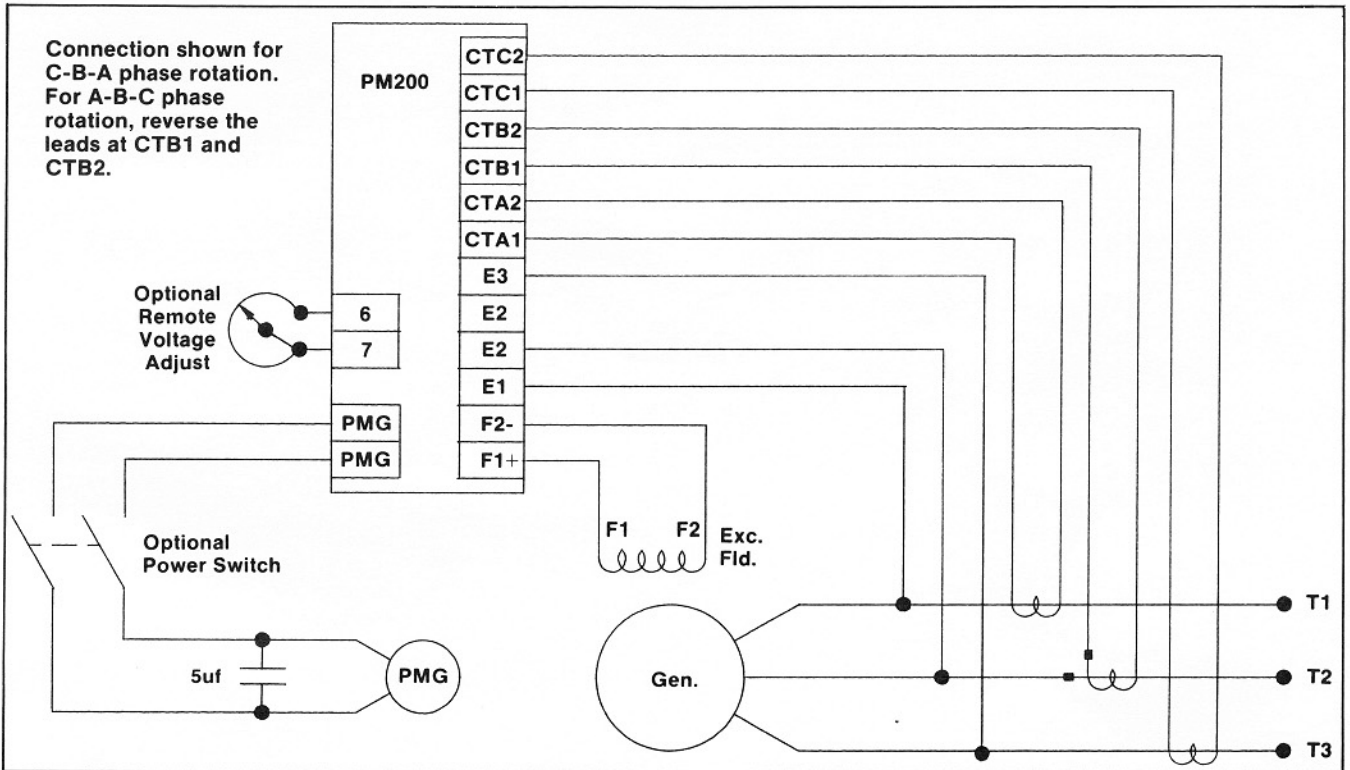 Connection shown for
C-B-A phase rotation.
For A-B-C phase
rotation, reverse the
leads at CTB1 and
CTB2.
PM200
CTC2
CTC1
CTB2
CTB1
CTA2
CTA1
E3
E2
E2
E1
F2-
F1+
Optional
Remote
Voltage
Adjust
6
7
PMG
PMG
Optional
Power Switch
5uf
PMG
F1 F2
Exc.
Fld.
Gen.
T1
T2
T3